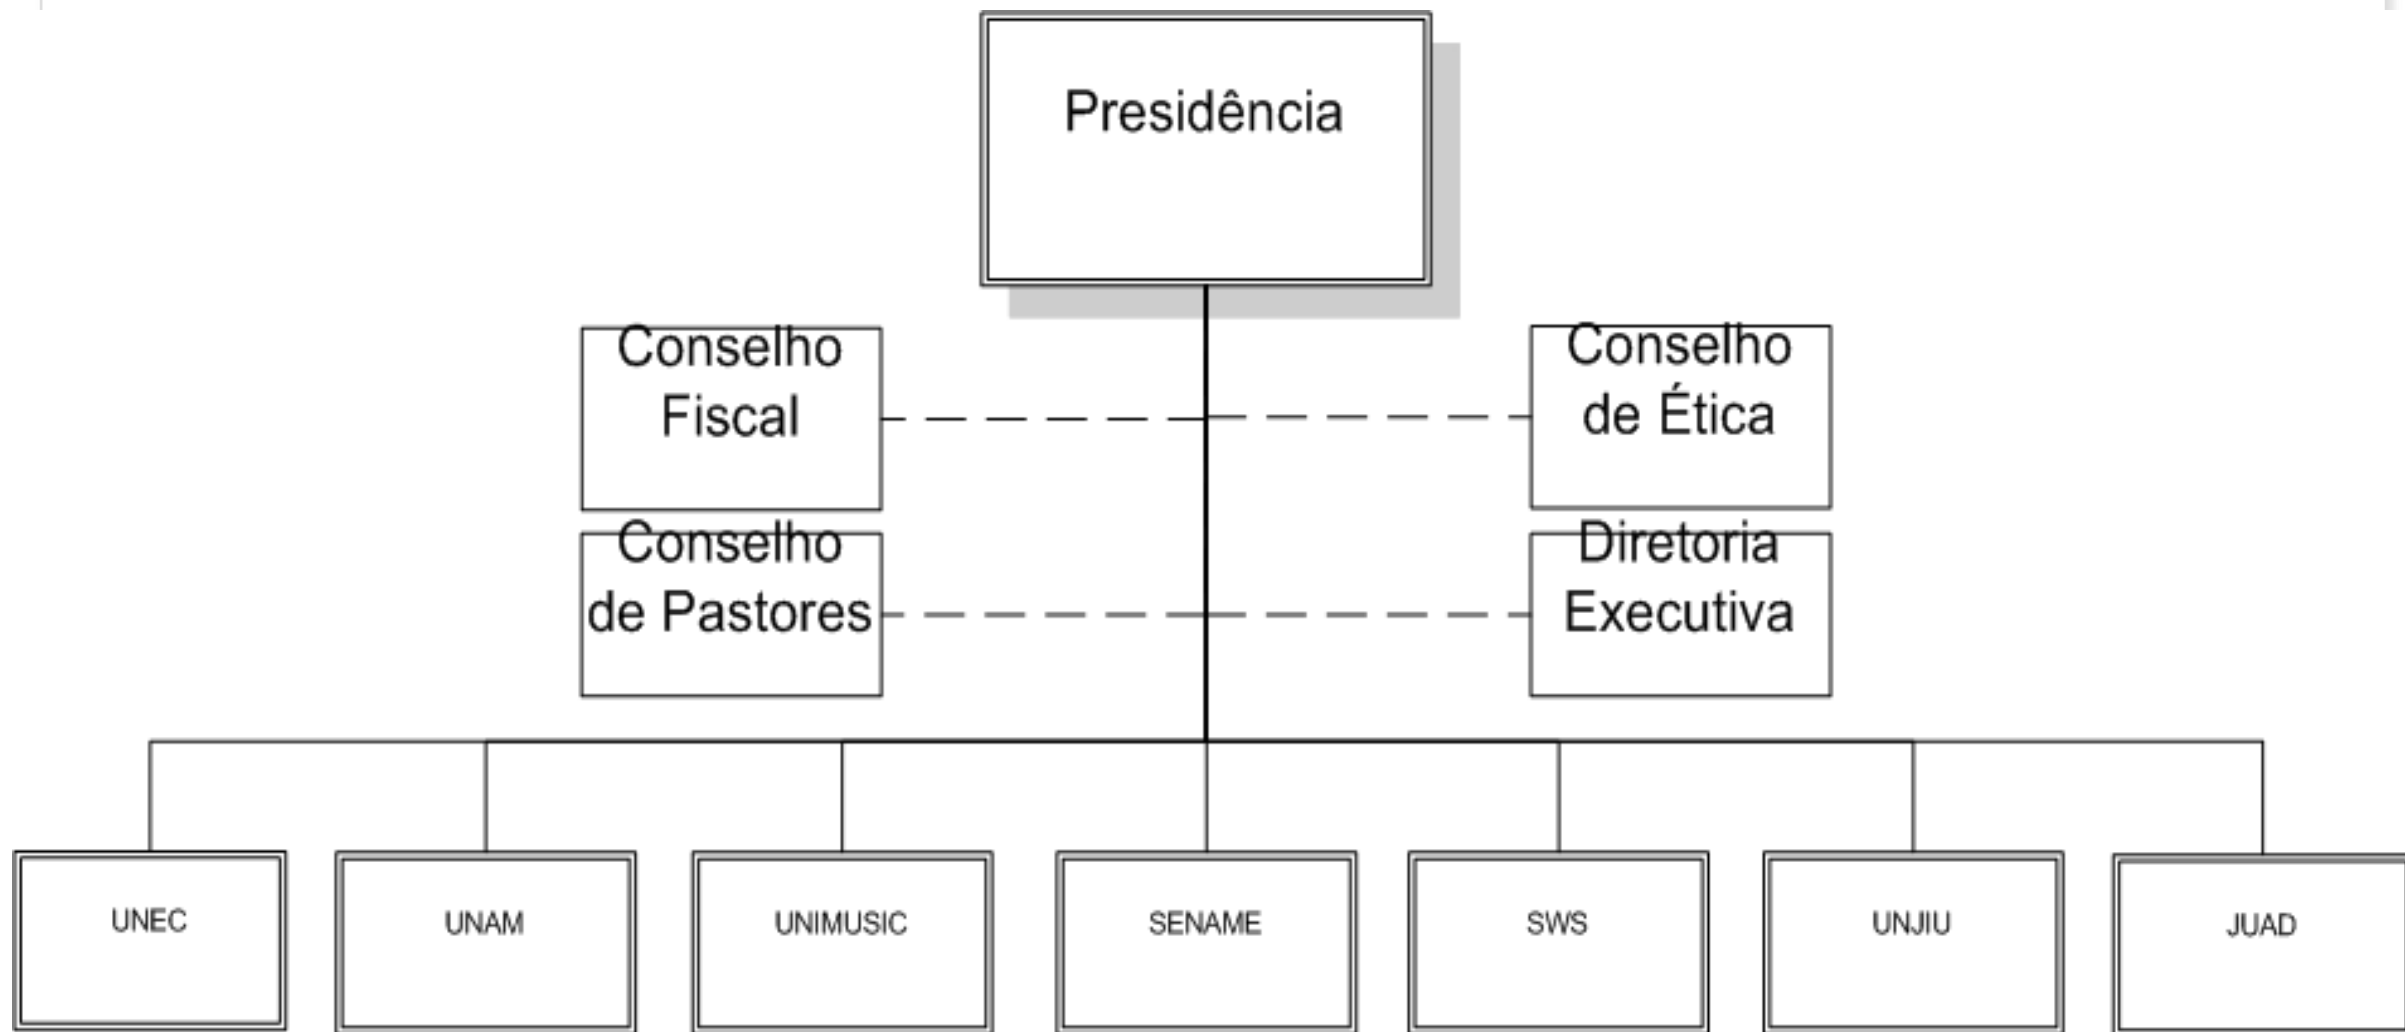 Presidência
Conselho
Fiscal
Conselho
de Ética
Conselho
de Pastores
Diretoria
Executiva
UNEC
UNAM
UNIMUSIC
SENAME
SWS
UNJIU
JUAD